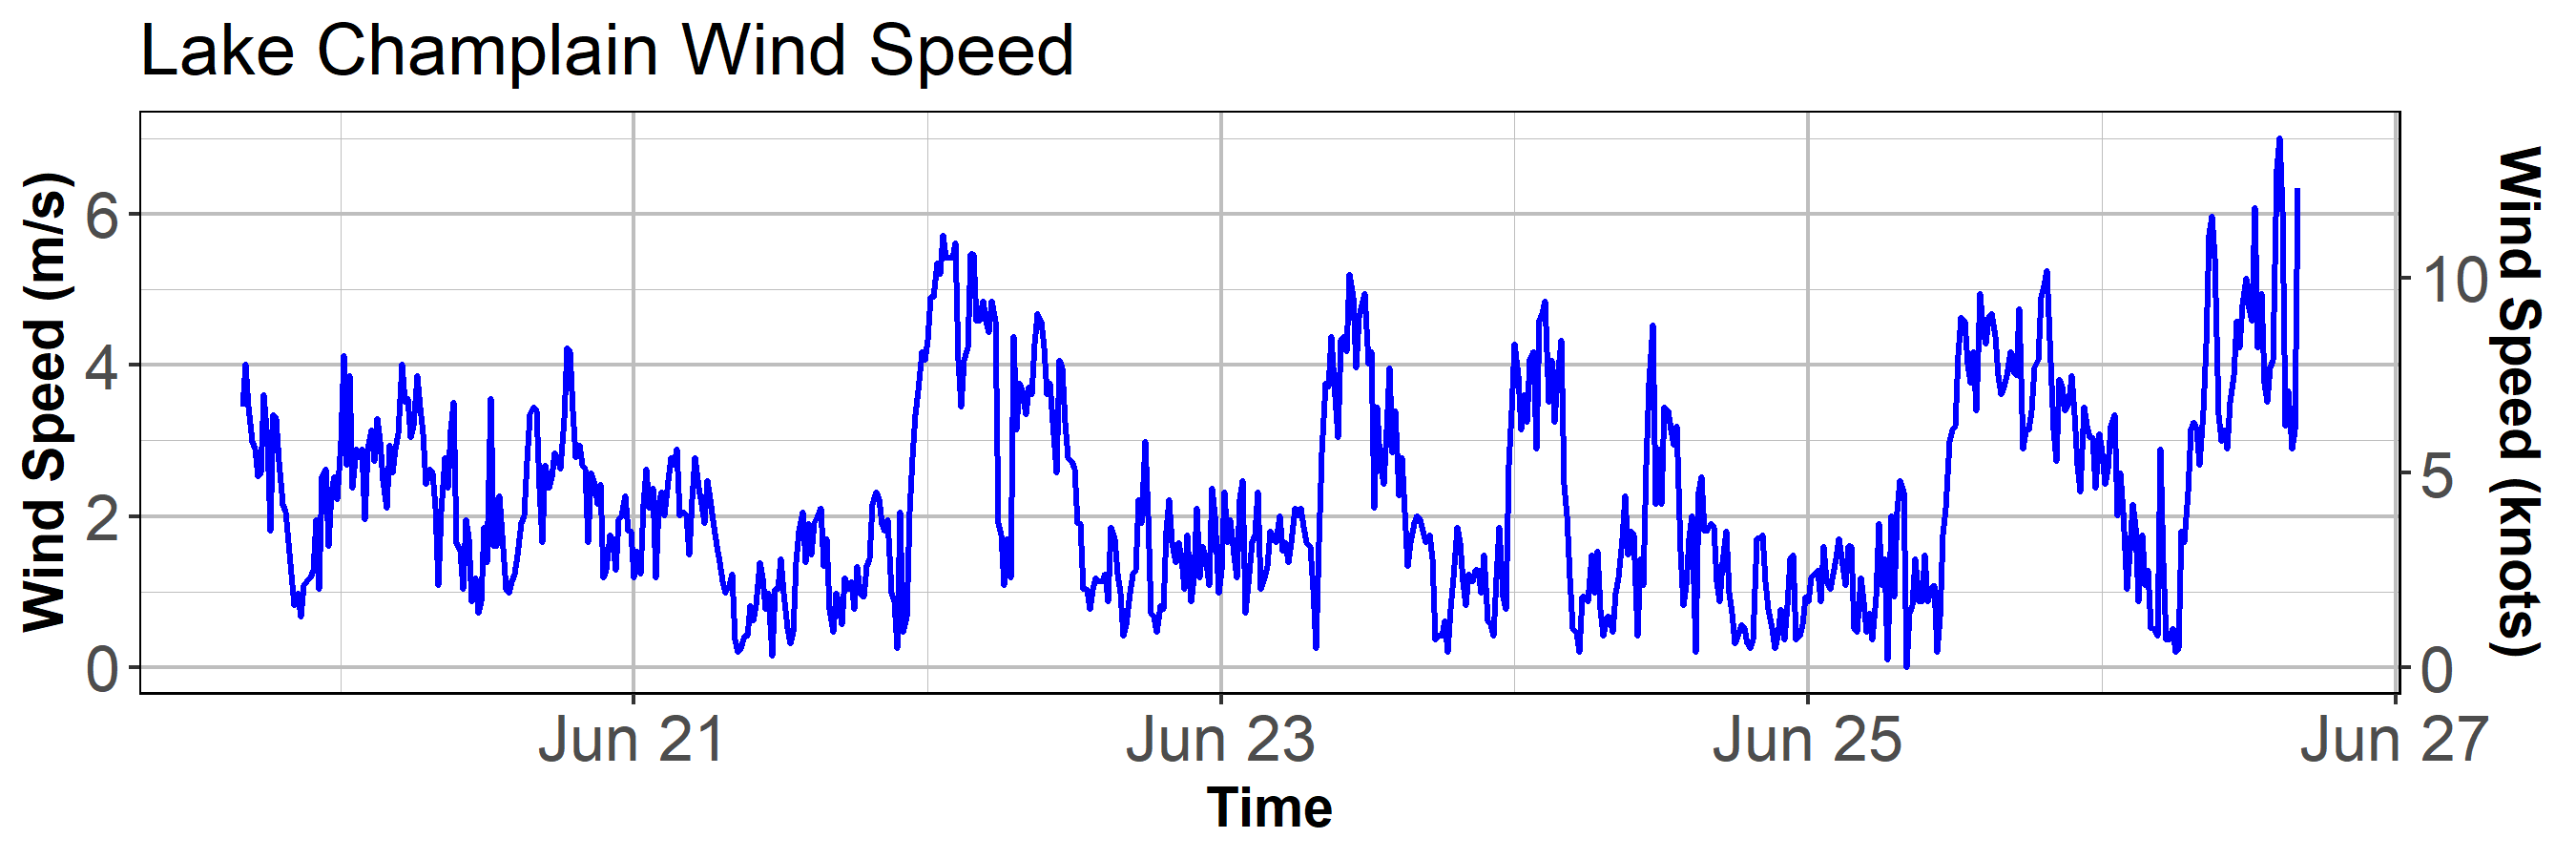 Lake Champlain Wind Speed
Wind Speed (m/s)
6
4
2
0
Wind Speed (knots)
10
5
0
Jun 21
Jun 23
Jun 25
Jun 27
Time